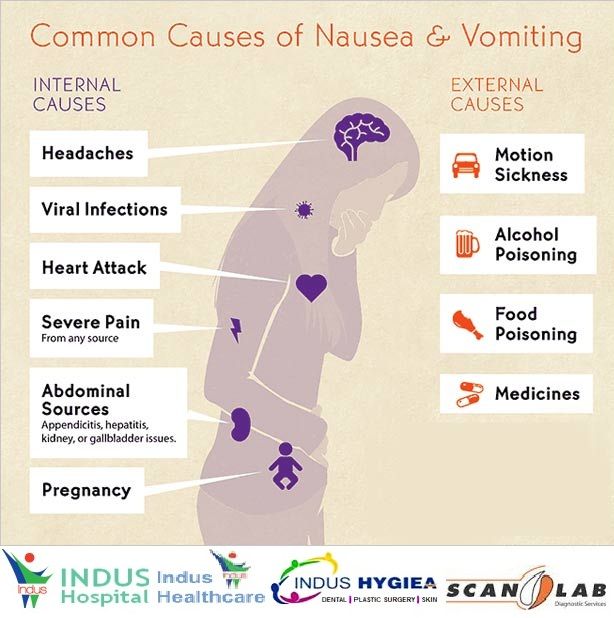 Common Causes of Nausea & Vomiting
INTERNAL
CAUSES
Headaches
Viral Infections
Heart Attack
Severe Pain
From any source
Abdominal
Sources
Appendicitis, hepatitis,
kidney, or gallbladder issues.
Pregnancy
EXTERNAL
CAUSES
Motion
Sickness
Alcohol
Poisoning
Food
Poisoning
Medicines
Indus
INDUS
Hospital
Indus
Healthcare
Indus
INDUS HYGIEA
DENTAL | PLASTIC SURGERY | SKIN
SCAN LAB
Diagnostic Services